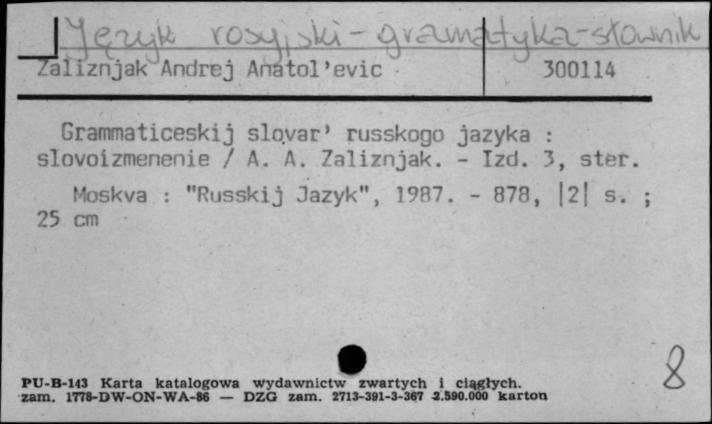 Język rosyjski - gramatyka - słownik
Zaliznjak Andrej Anatol'evic 300114
Grammaticeskij slovar' russkogo jazyka :
slovoizmenenie / A. A. Zaliznjak. - Izd. 3, ster.
Moskva : "Russkij Jazyk", 1987. - 878, |2| s. ;
25 cm
8
PU-B-143 Karta katalogowa wydawnictw zwartych i ciągłych.
zam. 1778-DW-ON-WA-86 — DZG zam. 2713-391-3-367 2.590.000 karton